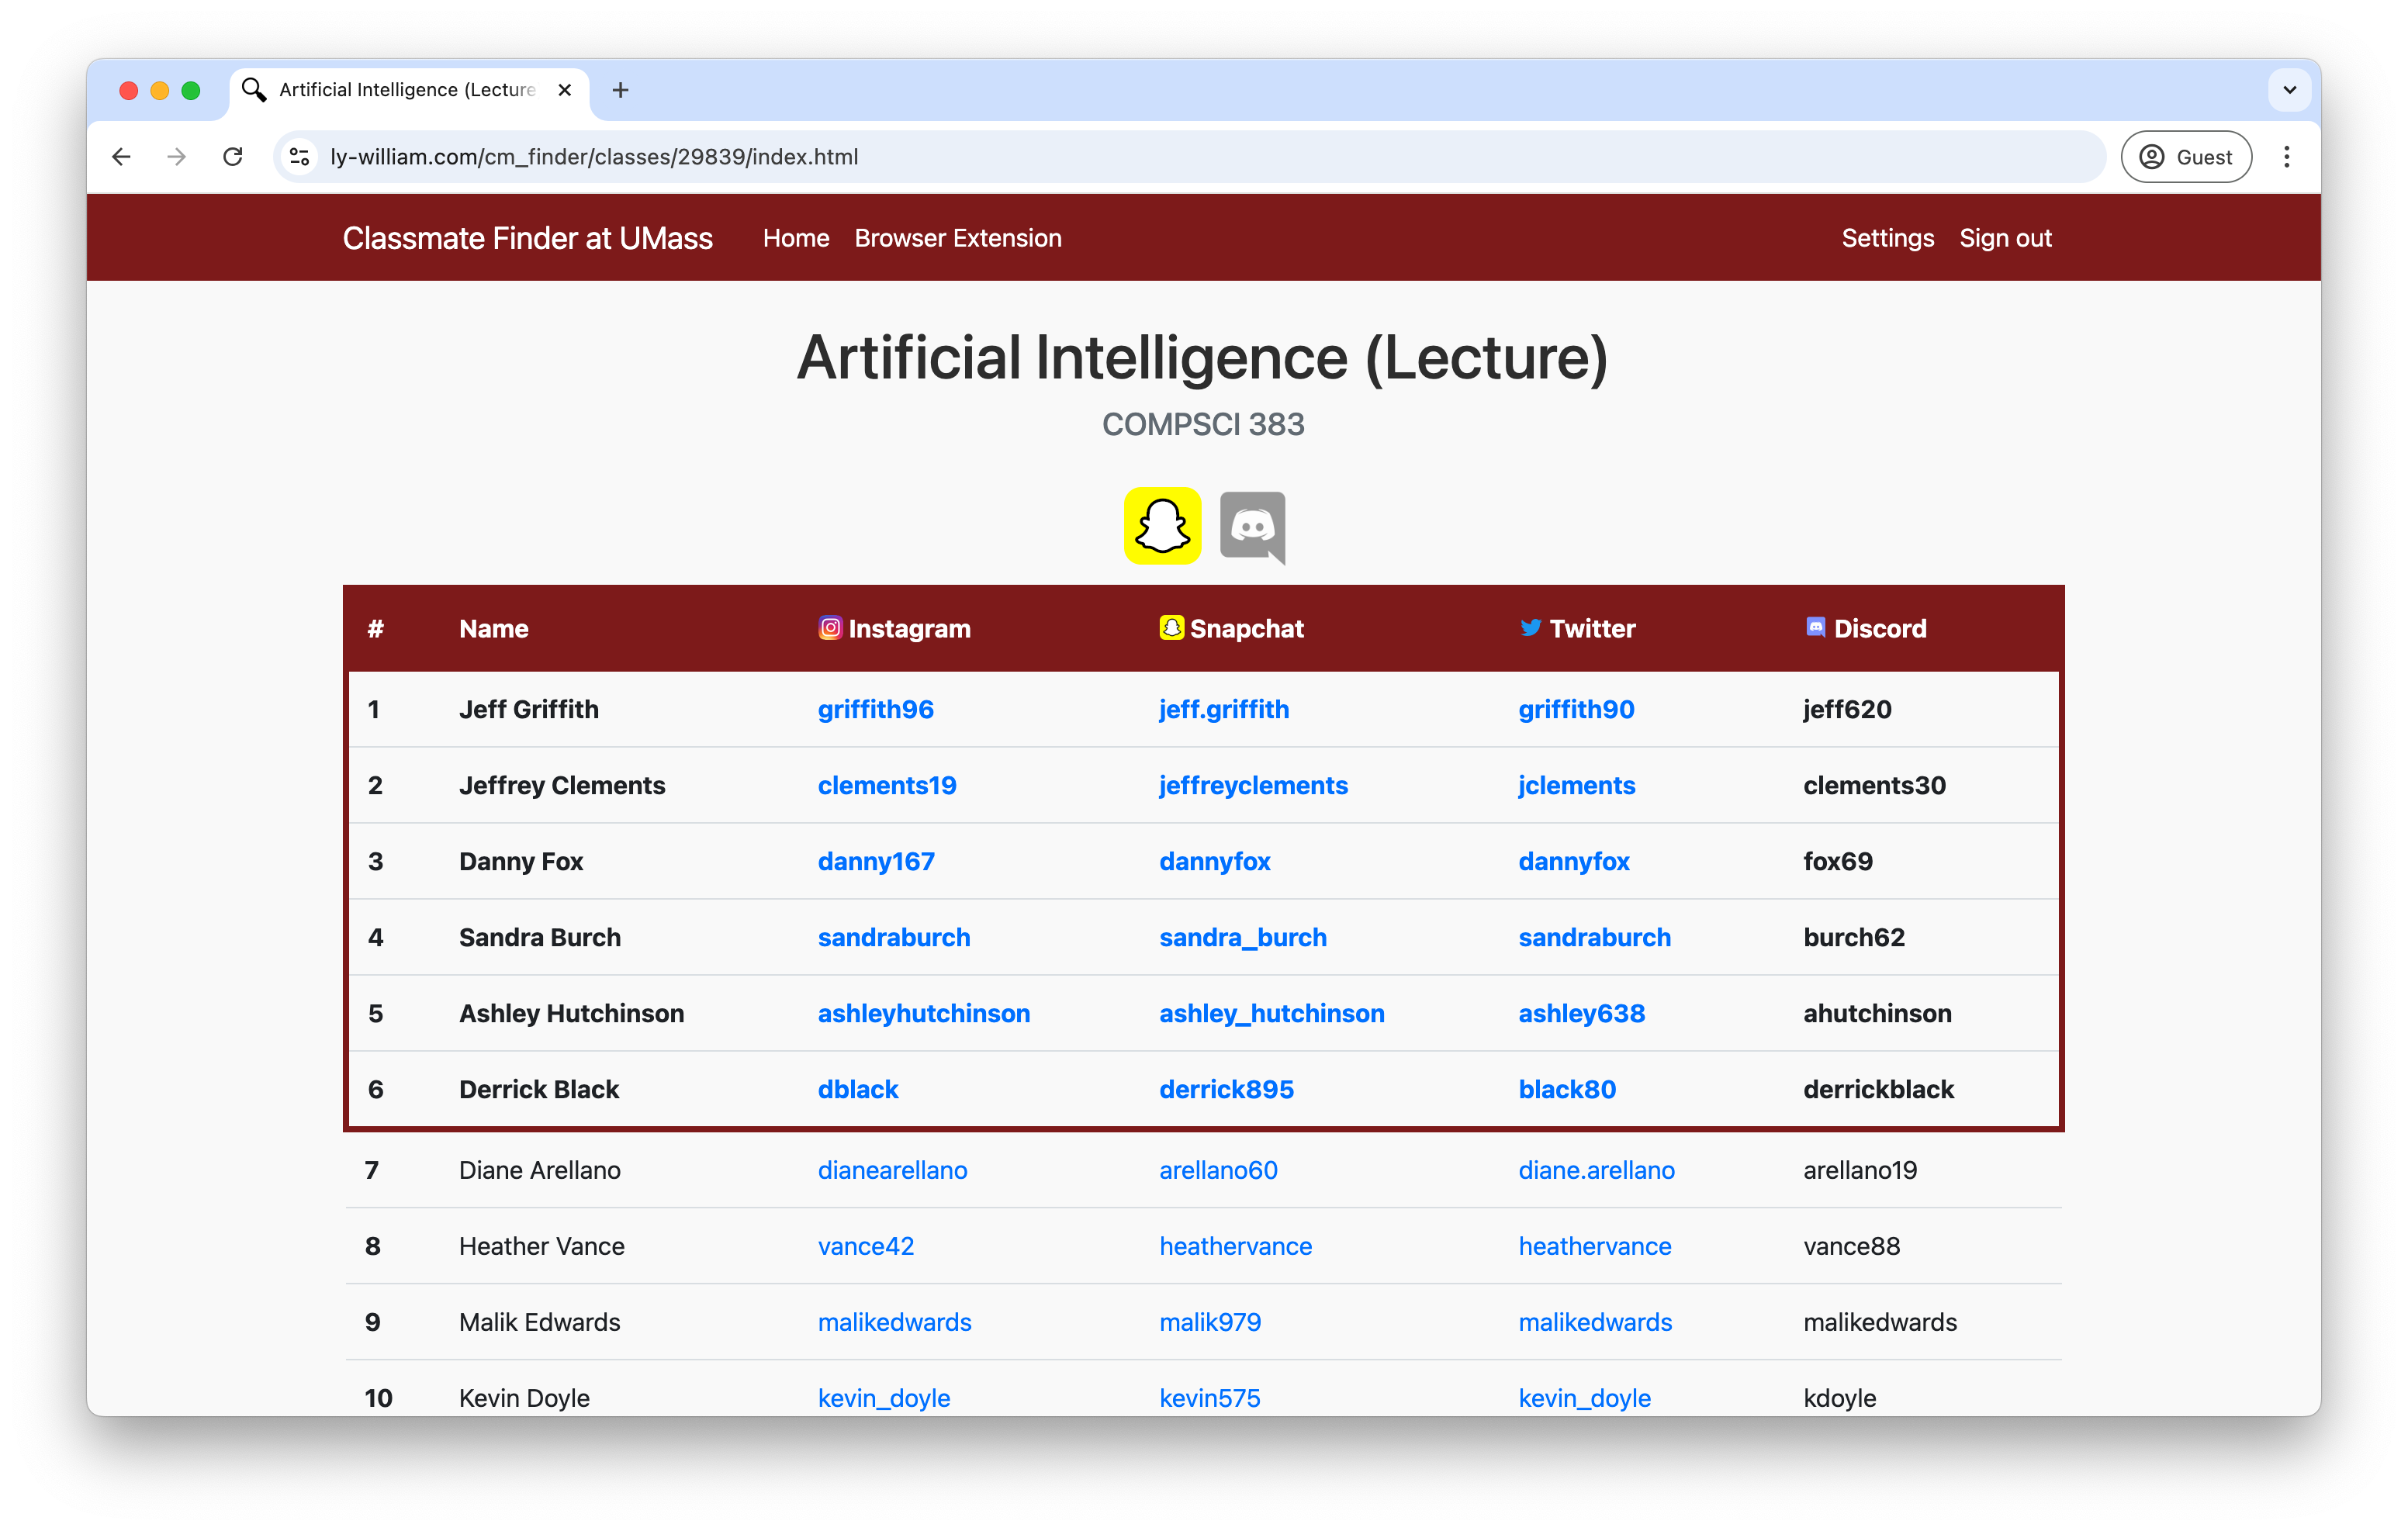 Artificial Intelligence (Lecture
ly-william.com/cm_finder/classes/29839/index.html
Guest
Classmate Finder at UMass Home Browser Extension Settings Sign out
Artificial Intelligence (Lecture)
COMPSCI 383
# Name Instagram Snapchat Twitter Discord
1 Jeff Griffith griffith96 jeff.griffith griffith90 jeff620
2 Jeffrey Clements clements19 jeffreyclements jclements clements30
3 Danny Fox danny167 dannyfox dannyfox fox69
4 Sandra Burch sandraburch sandra_burch sandraburch burch62
5 Ashley Hutchinson ashleyhutchinson ashley_hutchinson ashley638 ahutchinson
6 Derrick Black dblack derrick895 black80 derrickblack
7 Diane Arellano dianearellano arellano60 diane.arellano arellano19
8 Heather Vance vance42 heathervance heathervance vance88
9 Malik Edwards malikedwards malik979 malikedwards malikedwards
10 Kevin Doyle kevin_doyle kevin575 kevin_doyle kdoyle